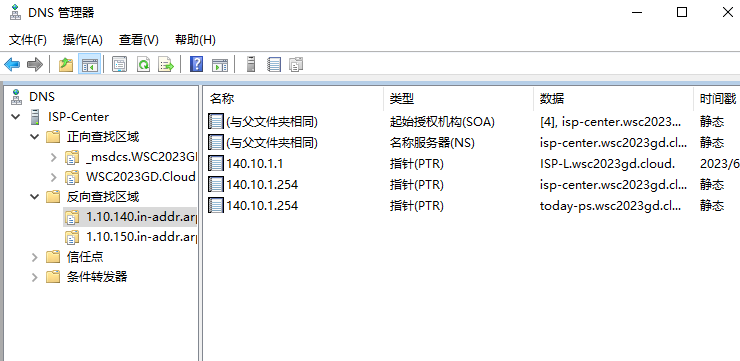 DNS 管理器
文件(F) 操作(A) 查看(V) 帮助(H)
DNS
ISP-Center
正向查找区域
_msdcs.WSC2023GI
WSC2023GD.Cloud
反向查找区域
1.10.140.in-addr.arp
1.10.150.in-addr.arp
信任点
条件转发器
名称 类型 数据 时间戳
(与父文件夹相同) 起始授权机构(SOA) [4], isp-center.wsc2023... 静态
(与父文件夹相同) 名称服务器(NS) isp-center.wsc2023gd.cl... 静态
140.10.1.1 指针(PTR) ISP-L.wsc2023gd.cloud. 2023/6
140.10.1.254 指针(PTR) isp-center.wsc2023gd.cl... 静态
140.10.1.254 指针(PTR) today-ps.wsc2023gd.cl... 静态